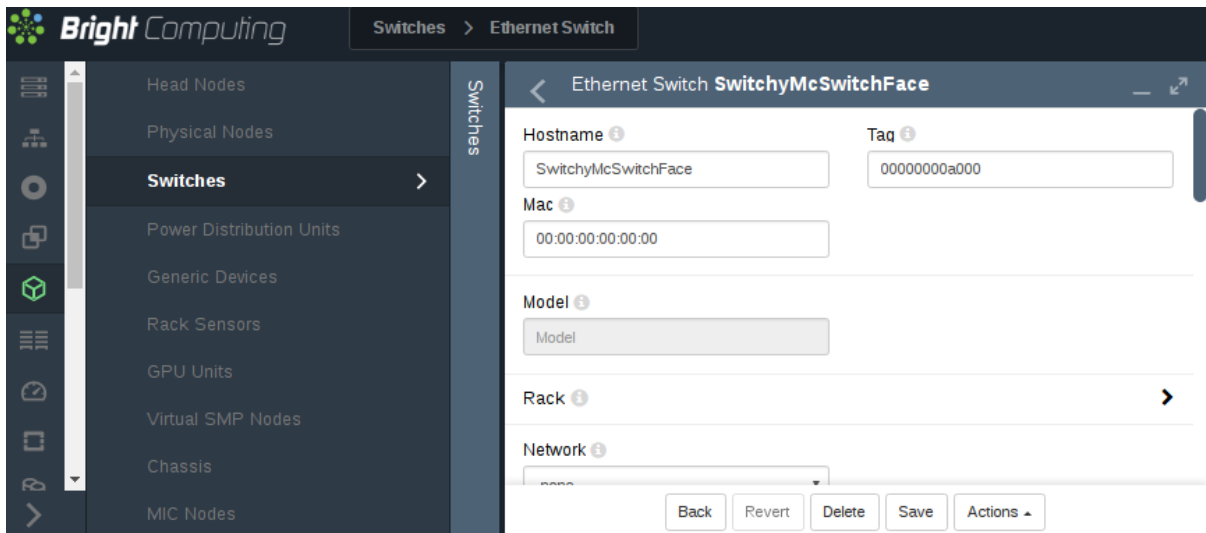 Bright Computing
Switches > Ethernet Switch
Head Nodes
Physical Nodes
Switches
Power Distribution Units
Generic Devices
Rack Sensors
GPU Units
Virtual SMP Nodes
Chassis
MIC Nodes
Switches
Ethernet Switch SwitchyMcSwitchFace
Hostname
Tag
SwitchyMcSwitchFace
00000000a000
Mac
00:00:00:00:00:00
Model
Model
Rack
Network
Back Revert Delete Save Actions